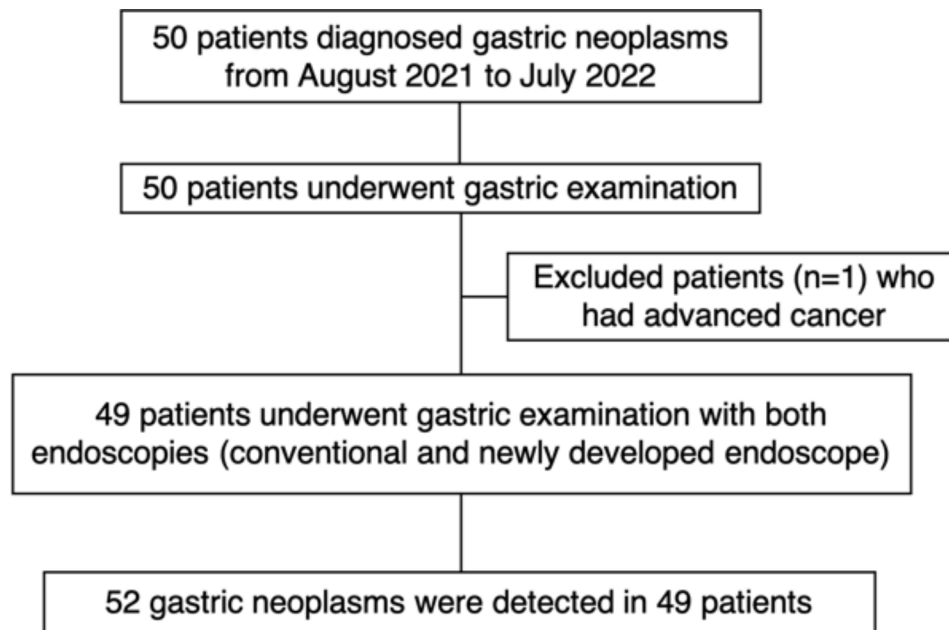 50 patients diagnosed gastric neoplasms
from August 2021 to July 2022
50 patients underwent gastric examination
Excluded patients (n=1) who
had advanced cancer
49 patients underwent gastric examination with both
endoscopies (conventional and newly developed endoscope)
52 gastric neoplasms were detected in 49 patients